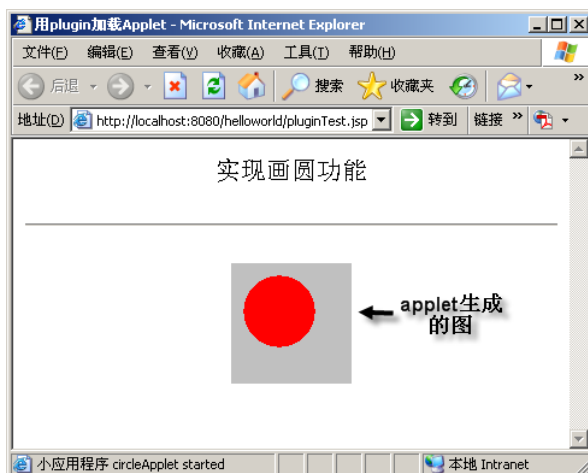 用plugin加载Applet - Microsoft Internet Explorer
文件(F) 编辑(E) 查看(V) 收藏(A) 工具(T) 帮助(H)
后退 搜索 收藏夹 »
地址(D) http://localhost:8080/helloworld/pluginTest.jsp 转到 链接 »
实现画圆功能
applet生成
的图
小应用程序 circleApplet started 本地 Intranet